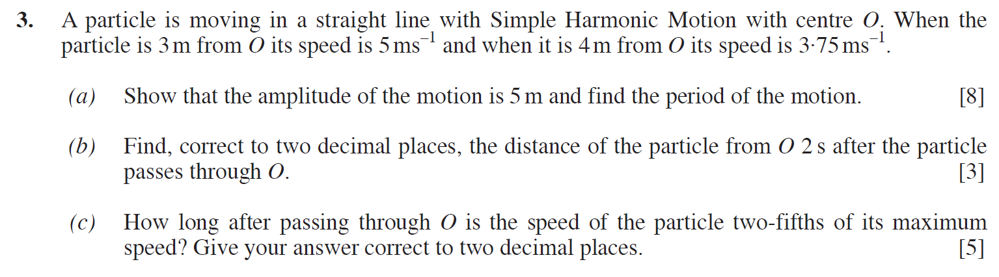 3. A particle is moving in a straight line with Simple Harmonic Motion with centre O. When the
particle is 3 m from O its speed is 5 ms⁻¹ and when it is 4 m from O its speed is 3·75 ms⁻¹.
(a) Show that the amplitude of the motion is 5 m and find the period of the motion. [8]
(b) Find, correct to two decimal places, the distance of the particle from O 2 s after the particle
passes through O. [3]
(c) How long after passing through O is the speed of the particle two-fifths of its maximum
speed? Give your answer correct to two decimal places. [5]